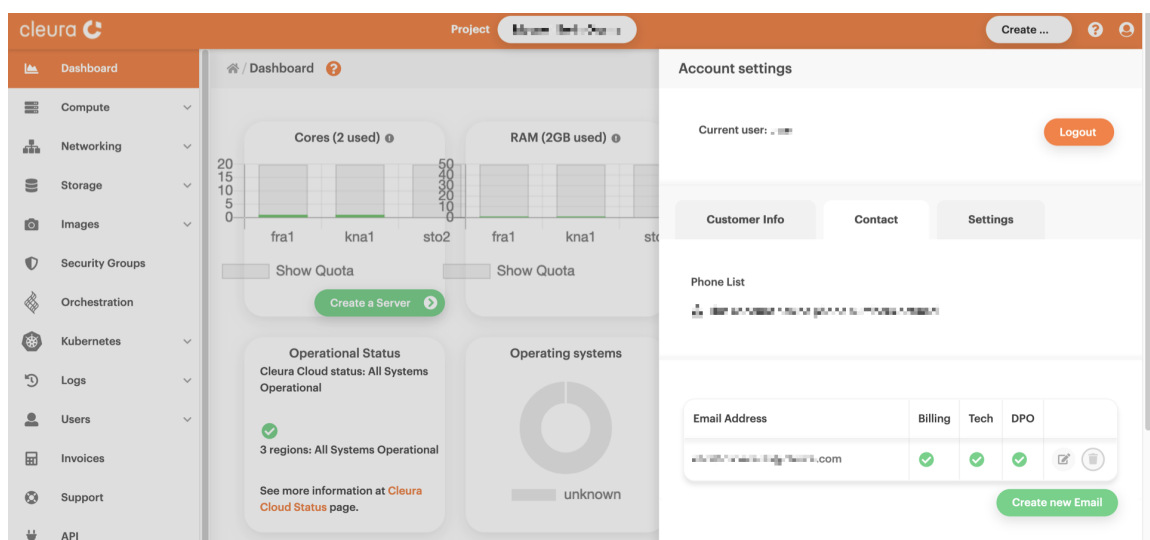 cleura
Project
Create ...
Dashboard
Compute
Networking
Storage
Images
Security Groups
Orchestration
Kubernetes
Logs
Users
Invoices
Support
API
/ Dashboard
Cores (2 used)
20
15
10
5
0
fra1 kna1 sto2
Show Quota
Create a Server
RAM (2GB used)
50
40
30
20
10
0
fra1 kna1
Show Quota
Operational Status
Cleura Cloud status: All Systems
Operational
3 regions: All Systems Operational
See more information at Cleura
Cloud Status page.
Operating systems
unknown
Account settings
Current user:
Logout
Customer Info Contact Settings
Phone List
Email Address Billing Tech DPO
.com
Create new Email